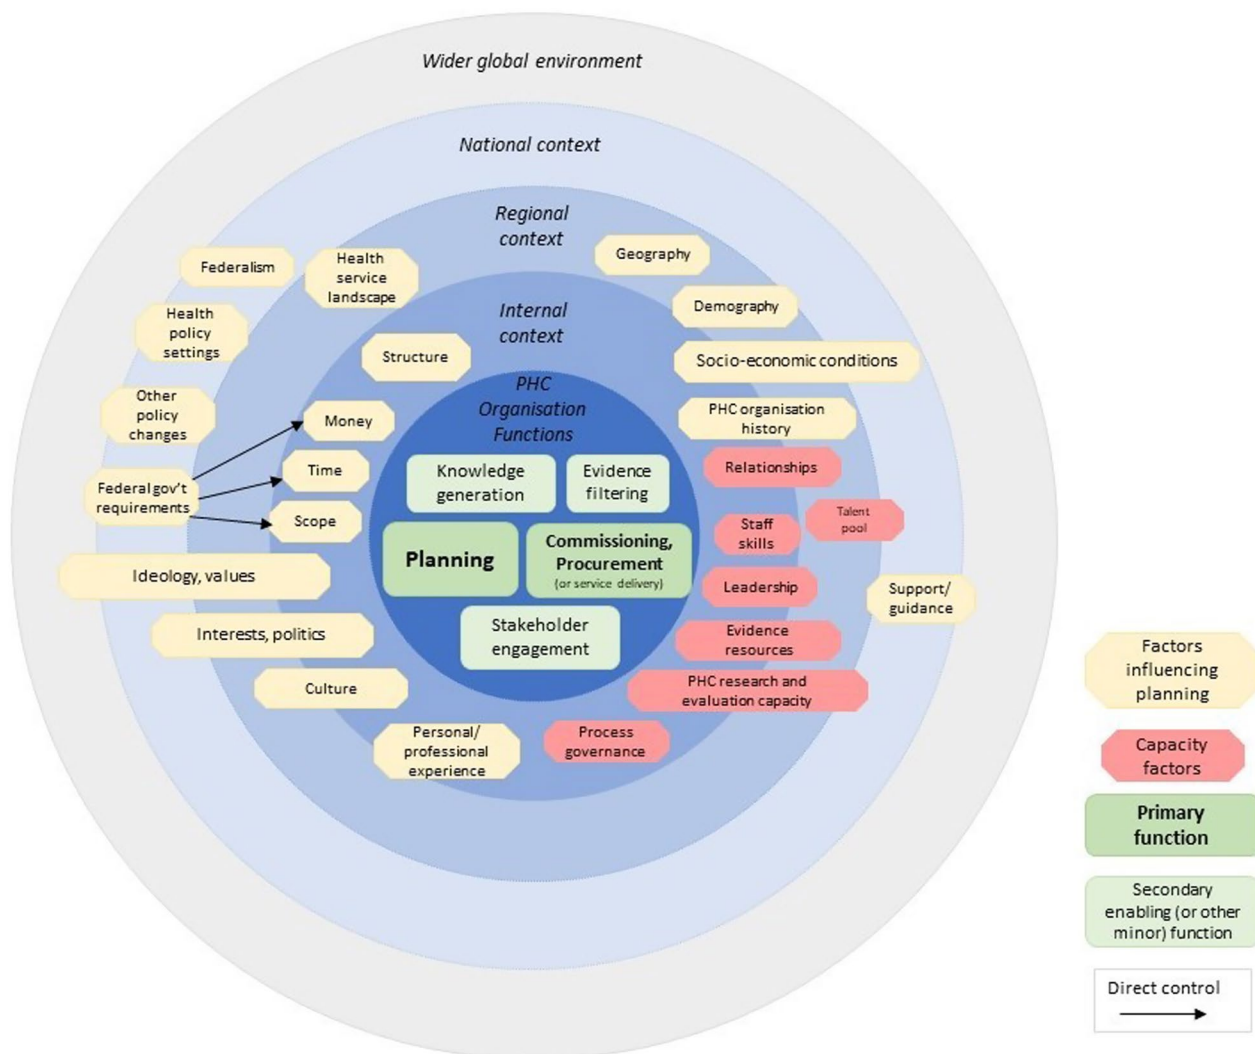 Wider global environment
National context
Regional
context
Geography
Federalism
Health
service
landscape
Demography
Health
policy
settings
Internal
context
Structure
Socio-economic conditions
PHC
Organisation
Functions
Other
policy
changes
Money
PHC organisation
history
Relationships
Knowledge
generation
Evidence
filtering
Time
Federal gov't
requirements
Scope
Talent
pool
Staff
skills
Planning
Commissioning,
Procurement
(or service delivery)
Ideology, values
Leadership
Support/
guidance
Stakeholder
engagement
Interests, politics
Evidence
resources
Culture
PHC research and
evaluation capacity
Personal/
professional
experience
Process
governance
Factors
influencing
planning
Capacity
factors
Primary
function
Secondary
enabling (or other
minor) function
Direct control